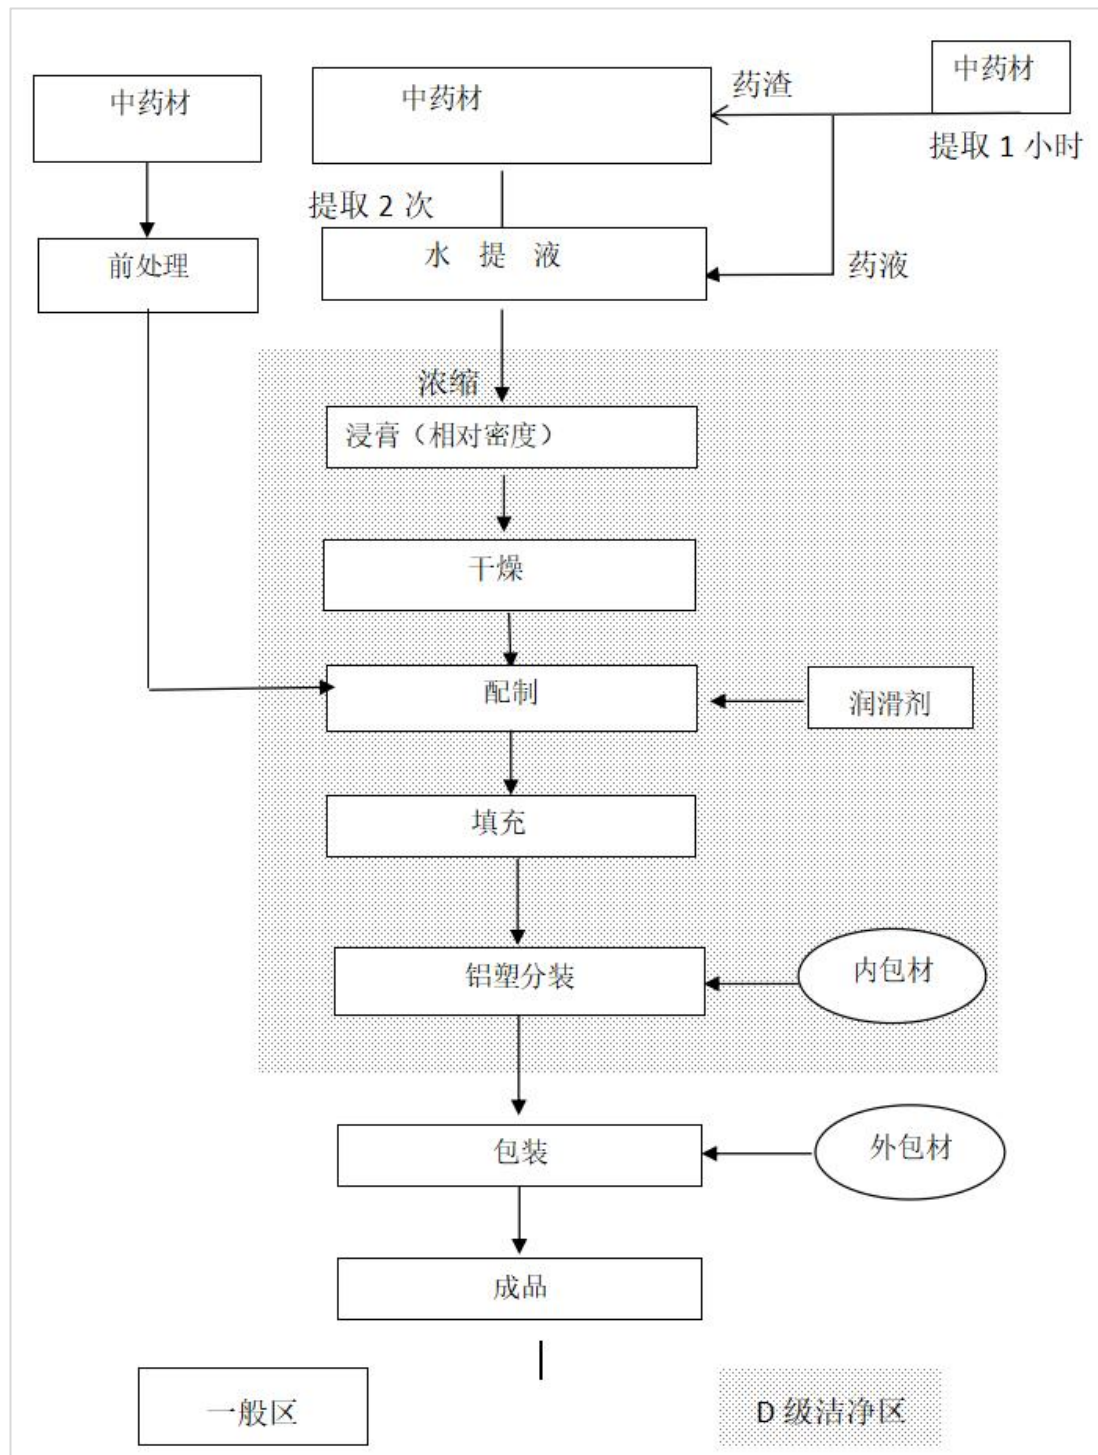 中药材
中药材
药渣
中药材
提取 1 小时
提取 2 次
前处理
水 提 液
药液
浓缩
浸膏（相对密度）
干燥
配制
润滑剂
填充
铝塑分装
内包材
包装
外包材
成品
一般区
D 级洁净区